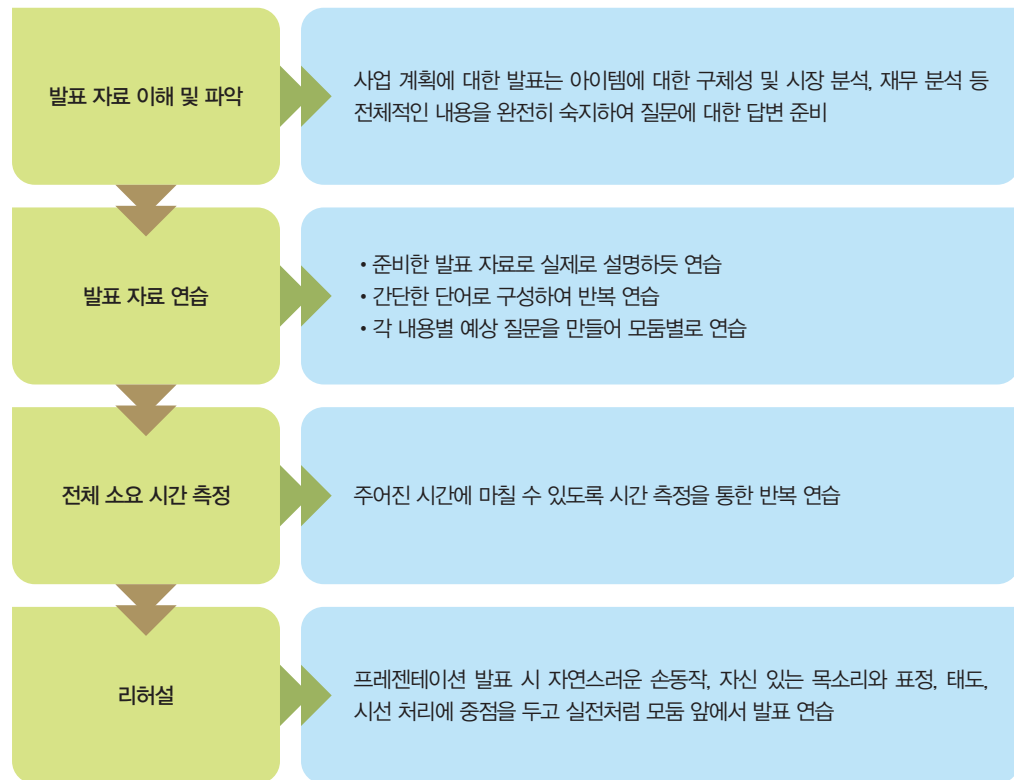 발표 자료 이해 및 파악
사업 계획에 대한 발표는 아이템에 대한 구체성 및 시장 분석, 재무 분석 등
전체적인 내용을 완전히 숙지하여 질문에 대한 답변 준비
발표 자료 연습
• 준비한 발표 자료로 실제로 설명하듯 연습
• 간단한 단어로 구성하여 반복 연습
• 각 내용별 예상 질문을 만들어 모둠별로 연습
전체 소요 시간 측정
주어진 시간에 마칠 수 있도록 시간 측정을 통한 반복 연습
리허설
프레젠테이션 발표 시 자연스러운 손동작, 자신 있는 목소리와 표정, 태도,
시선 처리에 중점을 두고 실전처럼 모둠 앞에서 발표 연습